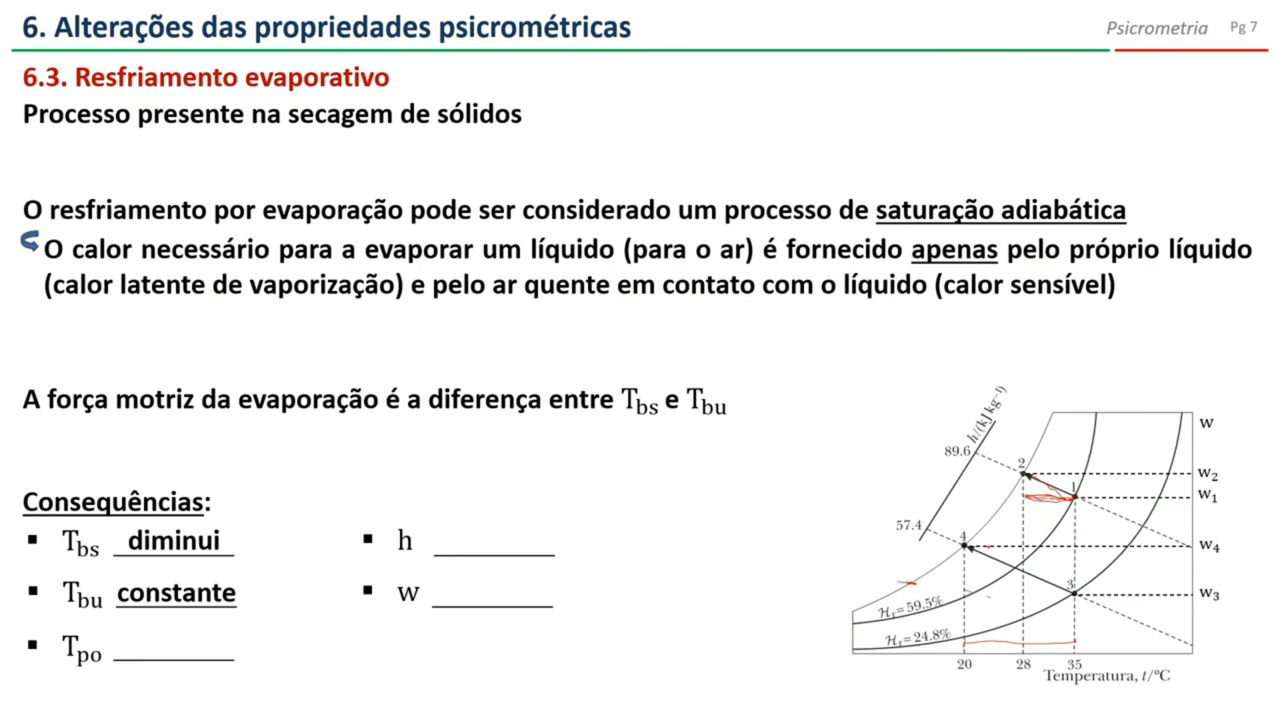 6. Alterações das propriedades psicrométricas
Psicrometria Pg 7
6.3. Resfriamento evaporativo
Processo presente na secagem de sólidos
O resfriamento por evaporação pode ser considerado um processo de saturação adiabática
O calor necessário para a evaporar um líquido (para o ar) é fornecido apenas pelo próprio líquido
(calor latente de vaporização) e pelo ar quente em contato com o líquido (calor sensível)
A força motriz da evaporação é a diferença entre Tbs e Tbu
Consequências:
▪ Tbs diminui
▪ Tbu constante
▪ Tpo
▪ h
▪ w
h/(kJ kg⁻¹)
89.6
57.4
2
1
4
3
w
w₂
w₁
w₄
w₃
ℋr=59.5%
ℋr=24.8%
20 28 35
Temperatura, t/ºC